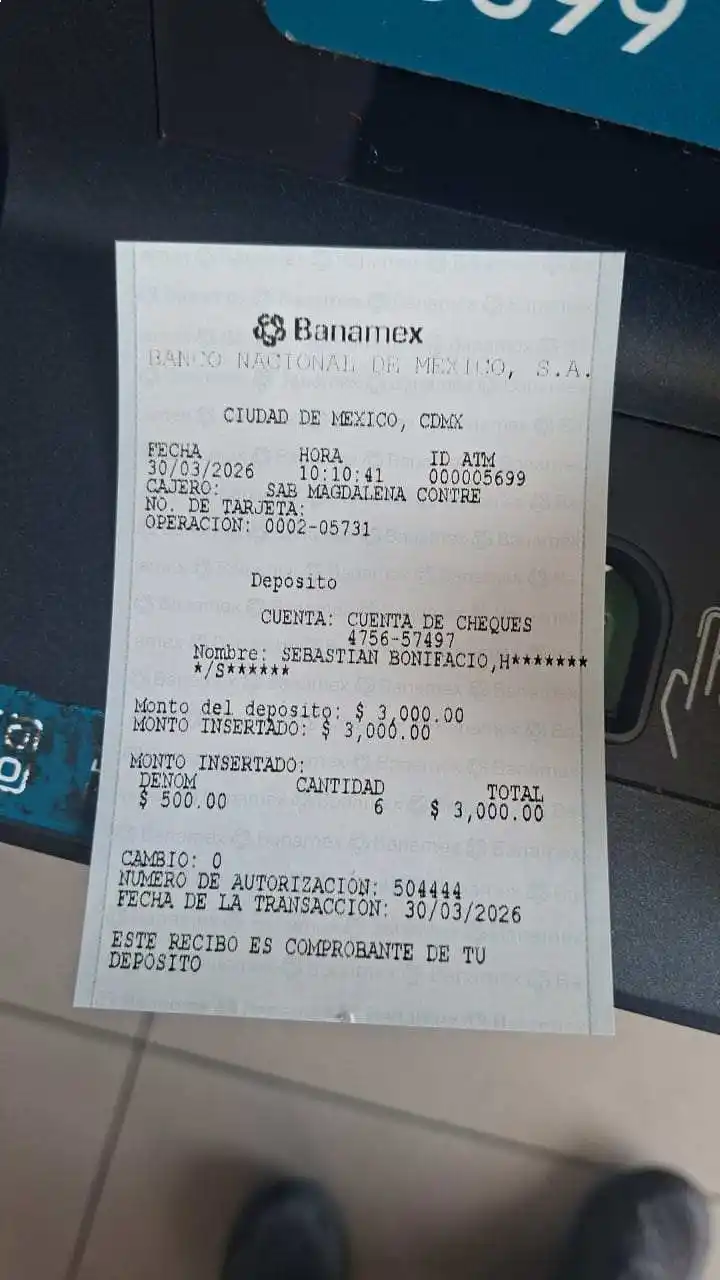 5699
Banamex
BANCO NACIONAL DE MEXICO, S.A.
CIUDAD DE MEXICO, CDMX
FECHA HORA ID ATM
30/03/2026 10:10:41 000005699
CAJERO: SAB MAGDALENA CONTRE
NO. DE TARJETA:
OPERACION: 0002-05731
Deposito
CUENTA: CUENTA DE CHEQUES
4756-57497
Nombre: SEBASTIAN BONIFACIO,H*******
*/S******
Monto del deposito: $ 3,000.00
MONTO INSERTADO: $ 3,000.00
MONTO INSERTADO:
DENOM CANTIDAD TOTAL
$ 500.00 6 $ 3,000.00
CAMBIO: 0
NUMERO DE AUTORIZACIÓN: 504444
FECHA DE LA TRANSACCION: 30/03/2026
ESTE RECIBO ES COMPROBANTE DE TU
DEPOSITO